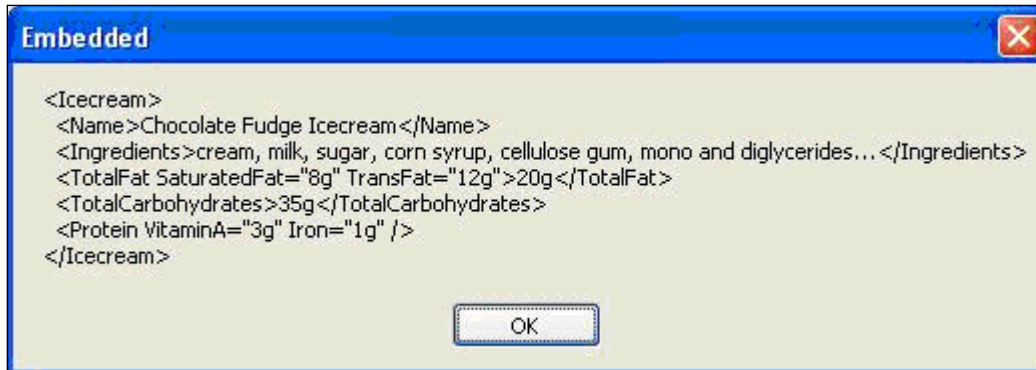 Embedded
<Icecream>
<Name>Chocolate Fudge Icecream</Name>
<Ingredients>cream, milk, sugar, corn syrup, cellulose gum, mono and diglycerides...</Ingredients>
<TotalFat SaturatedFat="8g" TransFat="12g">20g</TotalFat>
<TotalCarbohydrates>35g</TotalCarbohydrates>
<Protein VitaminA="3g" Iron="1g" />
</Icecream>
OK